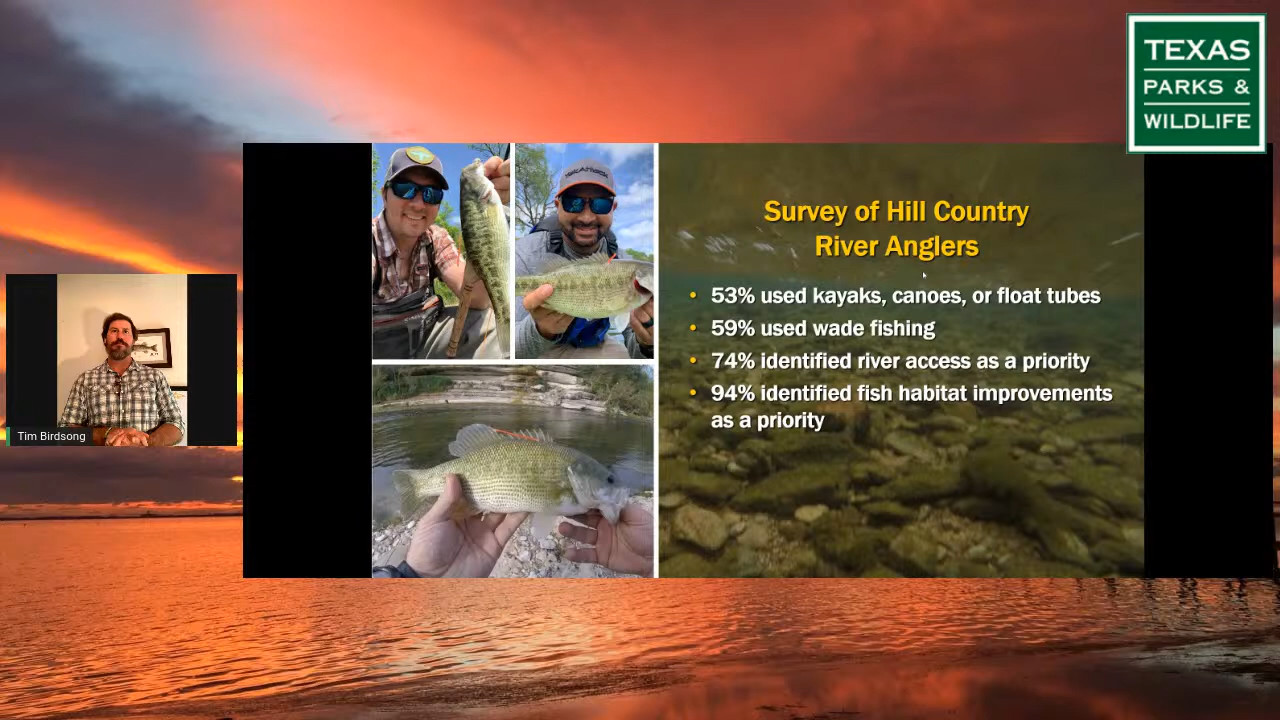 TEXAS
PARKS &
WILDLIFE
Survey of Hill Country
River Anglers
• 53% used kayaks, canoes, or float tubes
• 59% used wade fishing
• 74% identified river access as a priority
• 94% identified fish habitat improvements
as a priority
Tim Birdsong